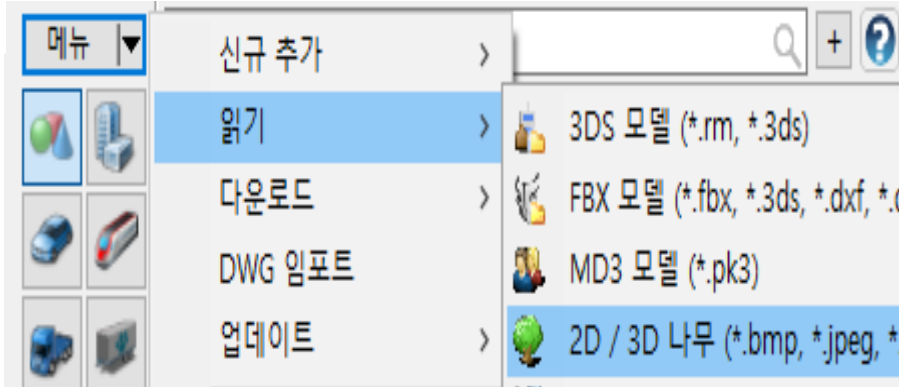 메뉴
신규 추가
읽기
다운로드
DWG 임포트
업데이트
3DS 모델 (*.rm, *.3ds)
FBX 모델 (*.fbx, *.3ds, *.dxf, *.
MD3 모델 (*.pk3)
2D / 3D 나무 (*.bmp, *.jpeg, *